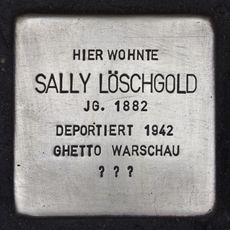 HIER WOHNTE
SALLY LÖSCHGOLD
JG. 1882
DEPORTIERT 1942
GHETTO WARSCHAU
? ? ?